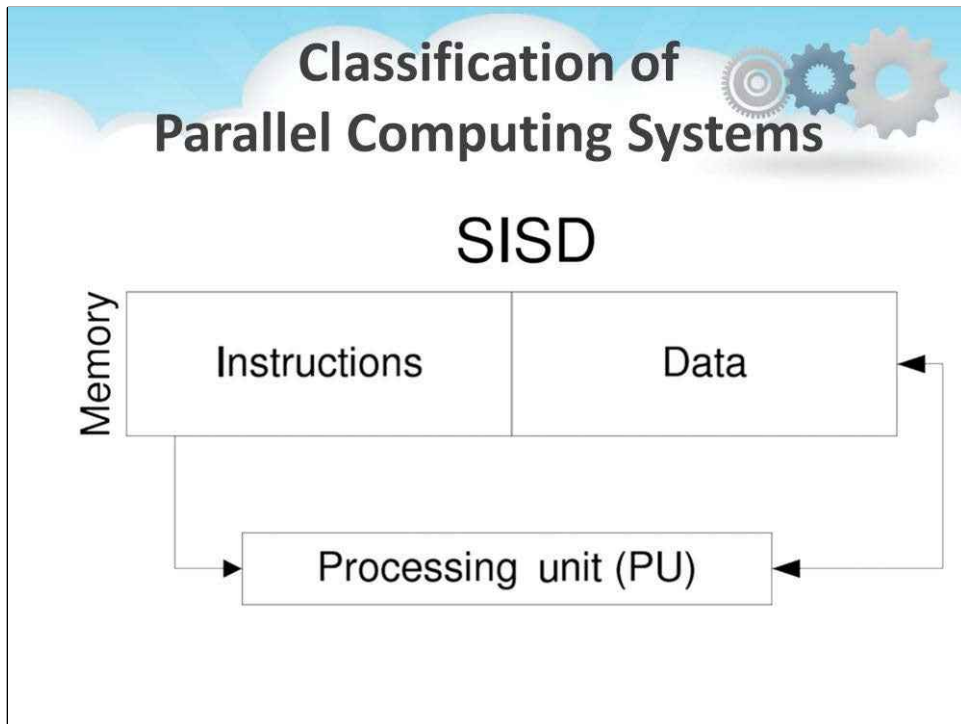 Classification of
Parallel Computing Systems
SISD
Memory
Instructions
Data
Processing unit (PU)